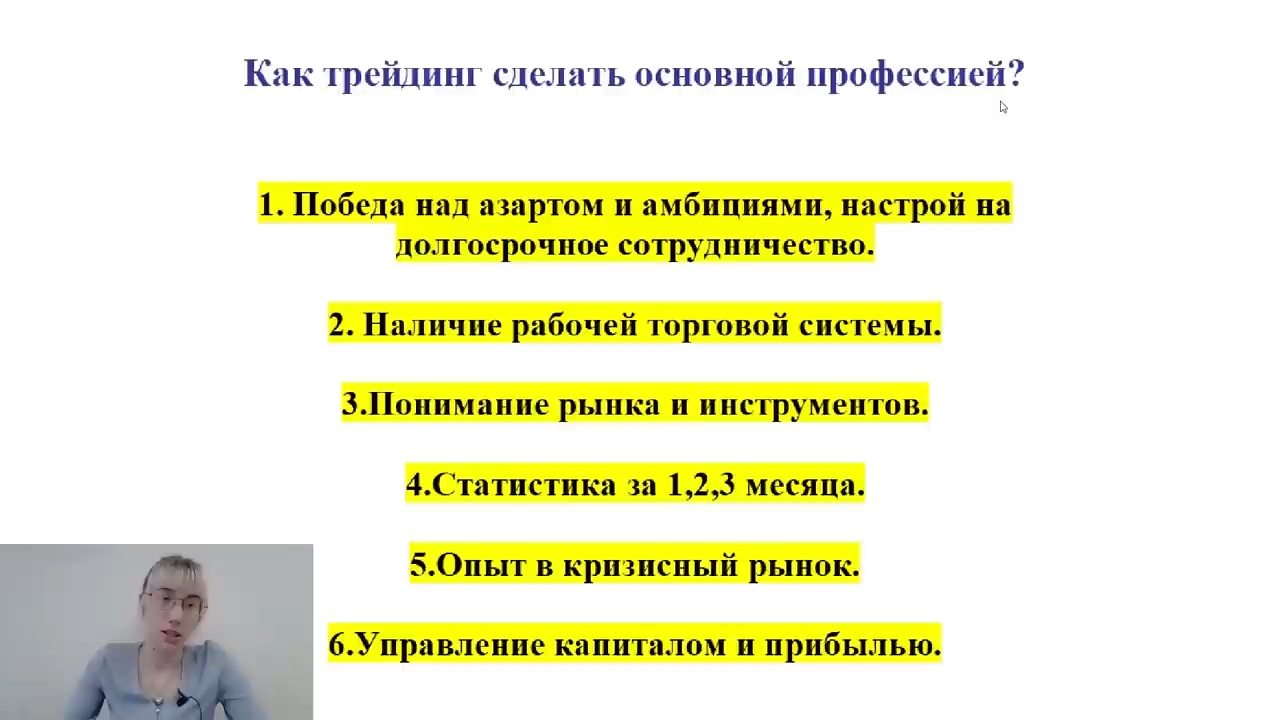 Как трейдинг сделать основной профессией?
1. Победа над азартом и амбициями, настрой на
долгосрочное сотрудничество.
2. Наличие рабочей торговой системы.
3.Понимание рынка и инструментов.
4.Статистика за 1,2,3 месяца.
5.Опыт в кризисный рынок.
6.Управление капиталом и прибылью.